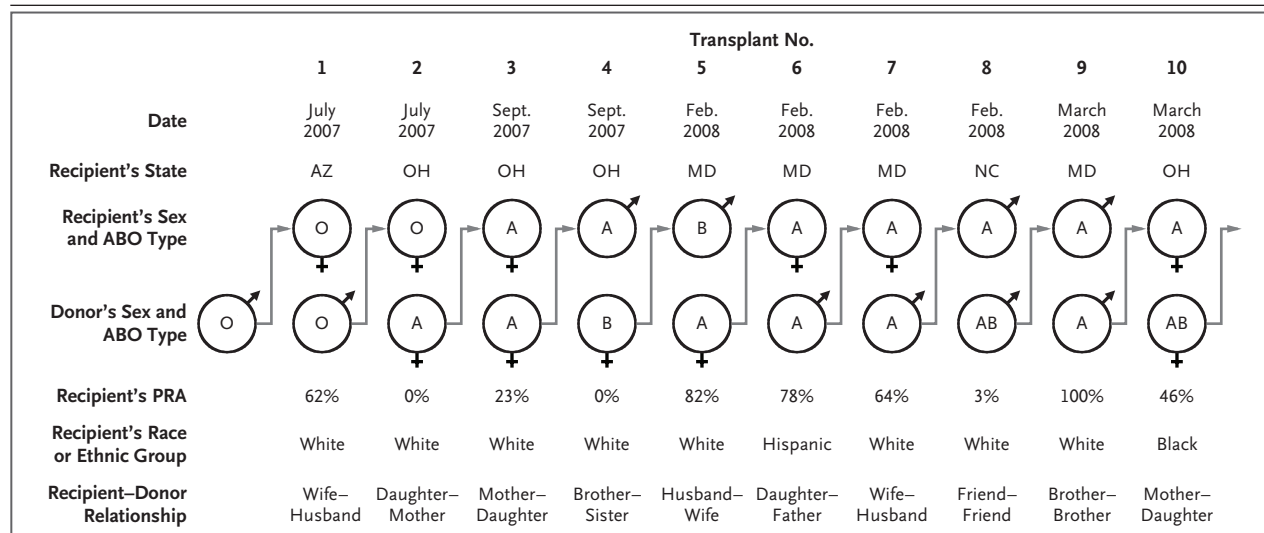 Transplant No.
1 2 3 4 5 6 7 8 9 10
Date
July 2007 July 2007 Sept. 2007 Sept. 2007 Feb. 2008 Feb. 2008 Feb. 2008 Feb. 2008 March 2008 March 2008
Recipient's State AZ OH OH OH MD MD MD NC MD OH
Recipient's Sex
and ABO Type
O O A A B A A A A A
Donor's Sex and
ABO Type
O O A A B A A A AB A AB
Recipient's PRA 62% 0% 23% 0% 82% 78% 64% 3% 100% 46%
Recipient's Race
or Ethnic Group
White White White White White Hispanic White White White Black
Recipient–Donor
Relationship
Wife– Daughter– Mother– Brother– Husband– Daughter– Wife– Friend– Brother– Mother–
Husband Mother Daughter Sister Wife Father Husband Friend Brother Daughter